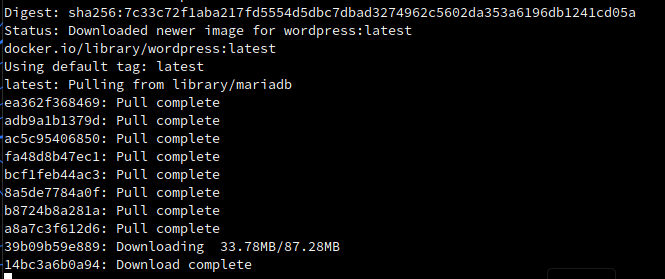 Digest: sha256:7c33c72f1aba217fd5554d5dbc7dbad3274962c5602da353a6196db1241cd05a
Status: Downloaded newer image for wordpress:latest
docker.io/library/wordpress:latest
Using default tag: latest
latest: Pulling from library/mariadb
ea362f368469: Pull complete
adb9a1b1379d: Pull complete
ac5c95406850: Pull complete
fa48d8b47ec1: Pull complete
bcf1feb44ac3: Pull complete
8a5de7784a0f: Pull complete
b8724b8a281a: Pull complete
a8a7c3f612d6: Pull complete
39b09b59e889: Downloading  33.78MB/87.28MB
14bc3a6b0a94: Download complete